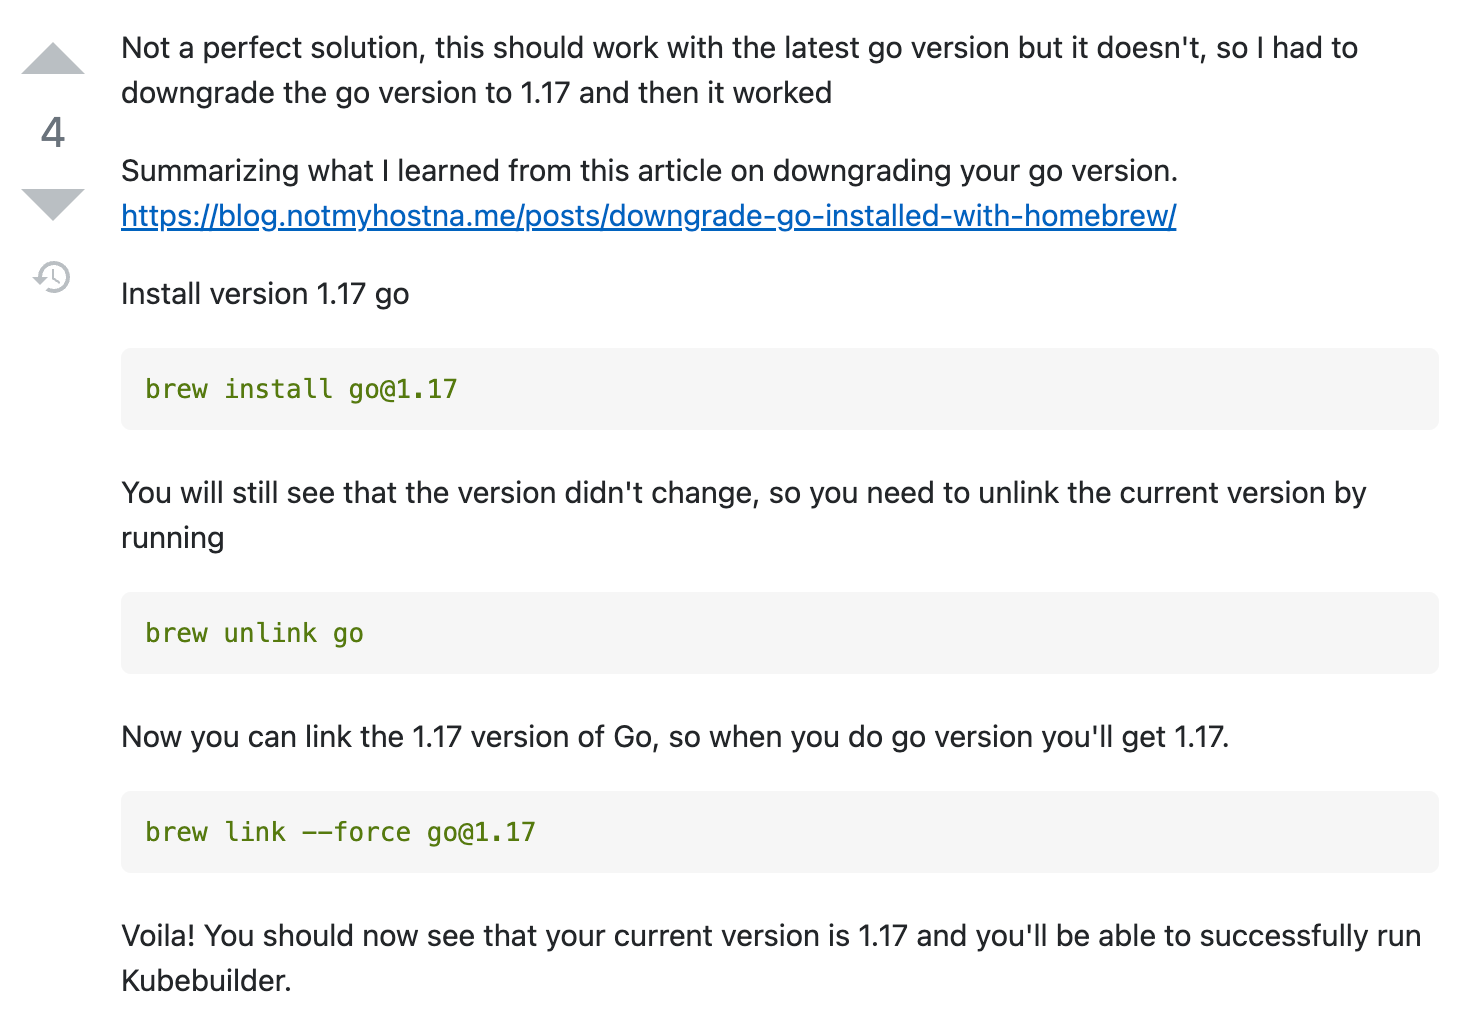 Not a perfect solution, this should work with the latest go version but it doesn't, so I had to
downgrade the go version to 1.17 and then it worked
4
Summarizing what I learned from this article on downgrading your go version.
https://blog.notmyhostna.me/posts/downgrade-go-installed-with-homebrew/
Install version 1.17 go
brew install go@1.17
You will still see that the version didn't change, so you need to unlink the current version by
running
brew unlink go
Now you can link the 1.17 version of Go, so when you do go version you'll get 1.17.
brew link --force go@1.17
Voila! You should now see that your current version is 1.17 and you'll be able to successfully run
Kubebuilder.